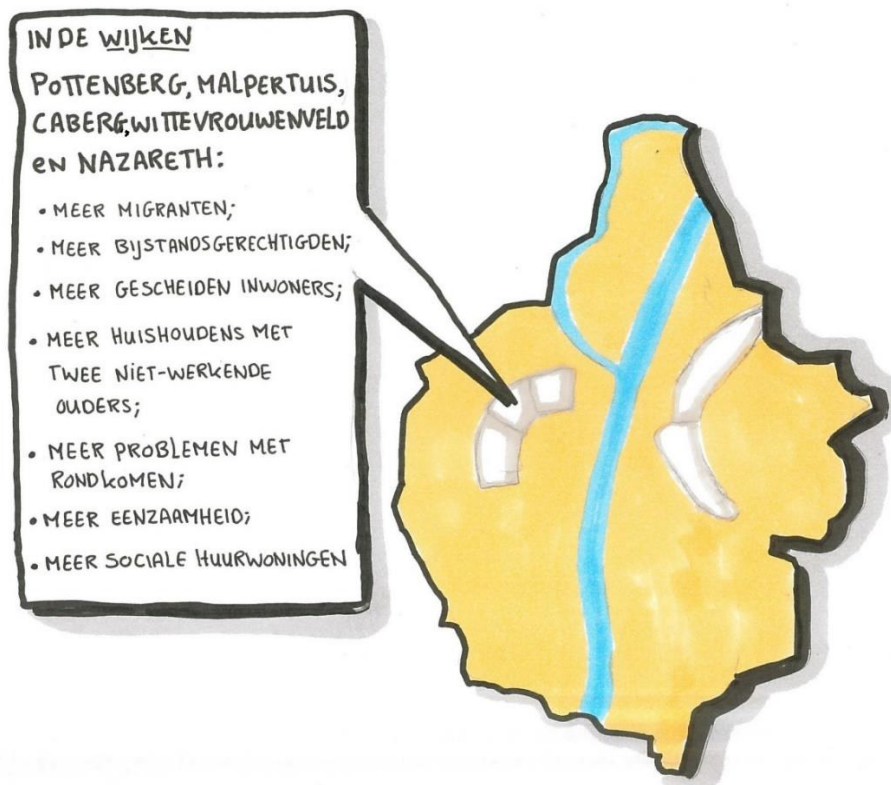 IN DE WIJKEN
POTTENBERG, MALPERTUIS,
CABERG, WITTEVROUWENVELD
en NAZARETH:
• MEER MIGRANTEN;
• MEER BIJSTANDSGERECHTIGDEN;
• MEER GESCHEIDEN INWONERS;
• MEER HUISHOUDENS MET
TWEE NIET-WERKENDE
OUDERS;
• MEER PROBLEMEN MET
RONDKOMEN;
• MEER EENZAAMHEID;
• MEER SOCIALE HUURWONINGEN